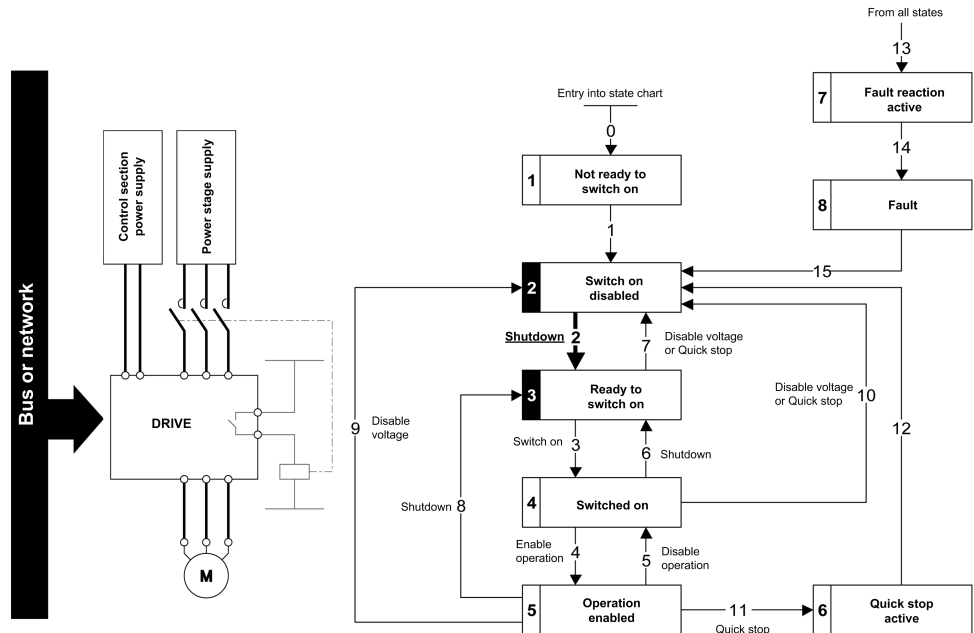 Bus or network
Control section
power supply
Power stage supply
DRIVE
M
Entry into state chart
0
1
Not ready to
switch on
1
2
Switch on
disabled
Shutdown 2
7
Disable voltage
or Quick stop
3
Ready to
switch on
Switch on
3
6
Shutdown
4
Switched on
Enable
operation
4
5
Disable
operation
5
Operation
enabled
9
Disable
voltage
Shutdown 8
11
Quick stop
6
Quick stop
active
Disable voltage
or Quick stop
10
12
From all states
13
7
Fault reaction
active
14
8
Fault
15